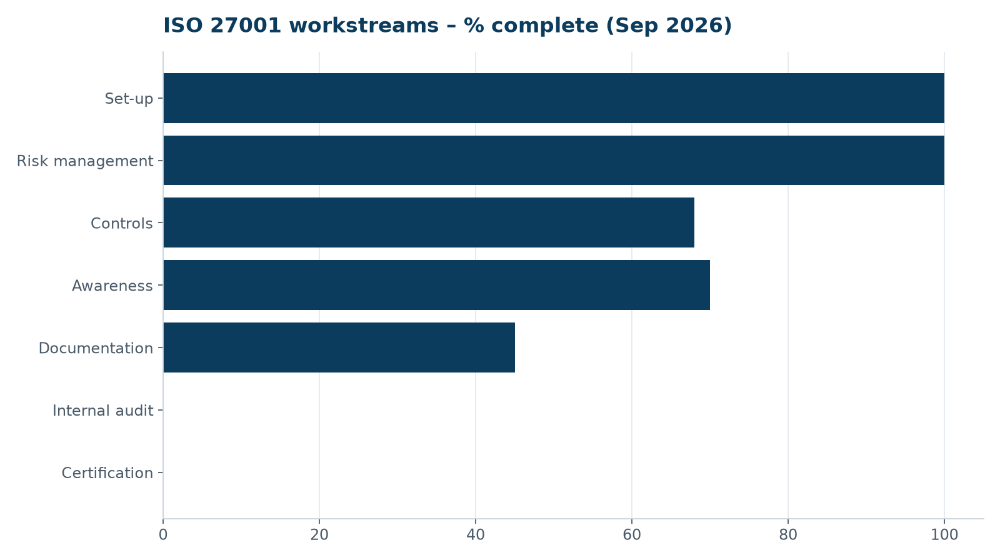 ISO 27001 workstreams – % complete (Sep 2026)
Set-up
Risk management
Controls
Awareness
Documentation
Internal audit
Certification
0 20 40 60 80 100